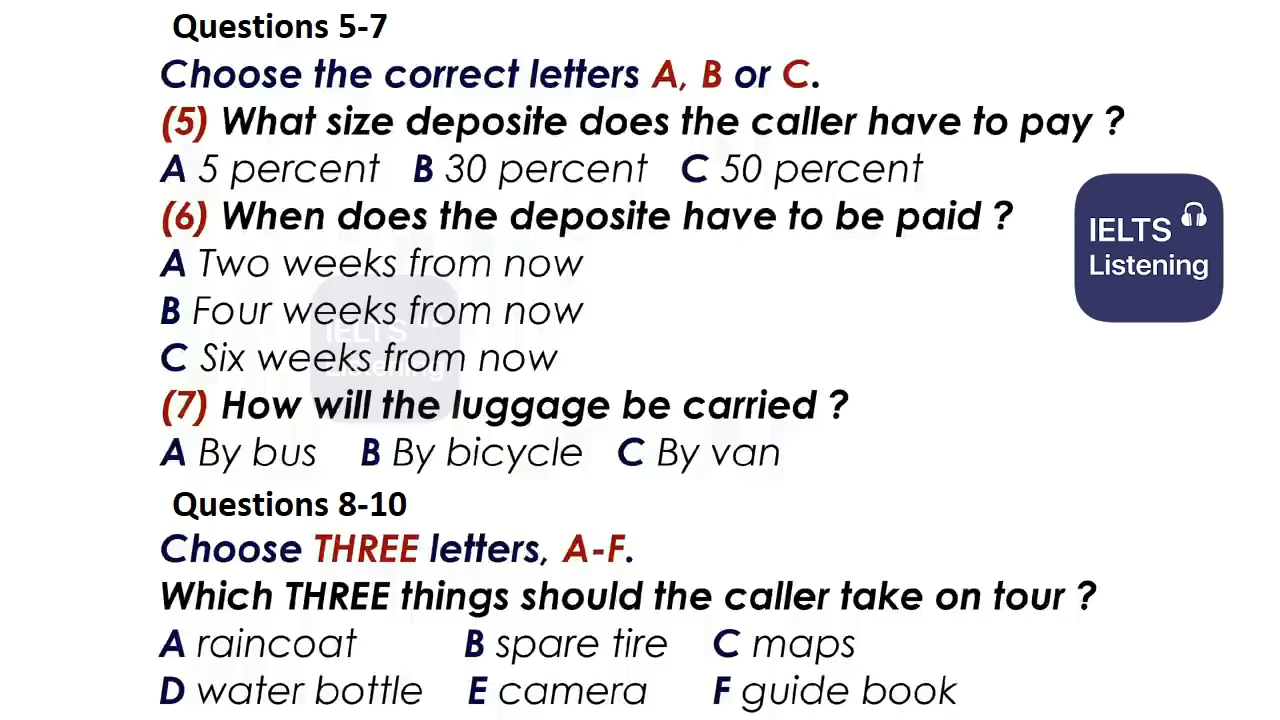 Questions 5-7
Choose the correct letters A, B or C.
(5) What size deposite does the caller have to pay ?
A 5 percent B 30 percent C 50 percent
(6) When does the deposite have to be paid ?
A Two weeks from now
B Four weeks from now
C Six weeks from now
(7) How will the luggage be carried ?
A By bus B By bicycle C By van
Questions 8-10
Choose THREE letters, A-F.
Which THREE things should the caller take on tour ?
A raincoat B spare tire C maps
D water bottle E camera F guide book
IELTS
Listening
IELTS
Listening